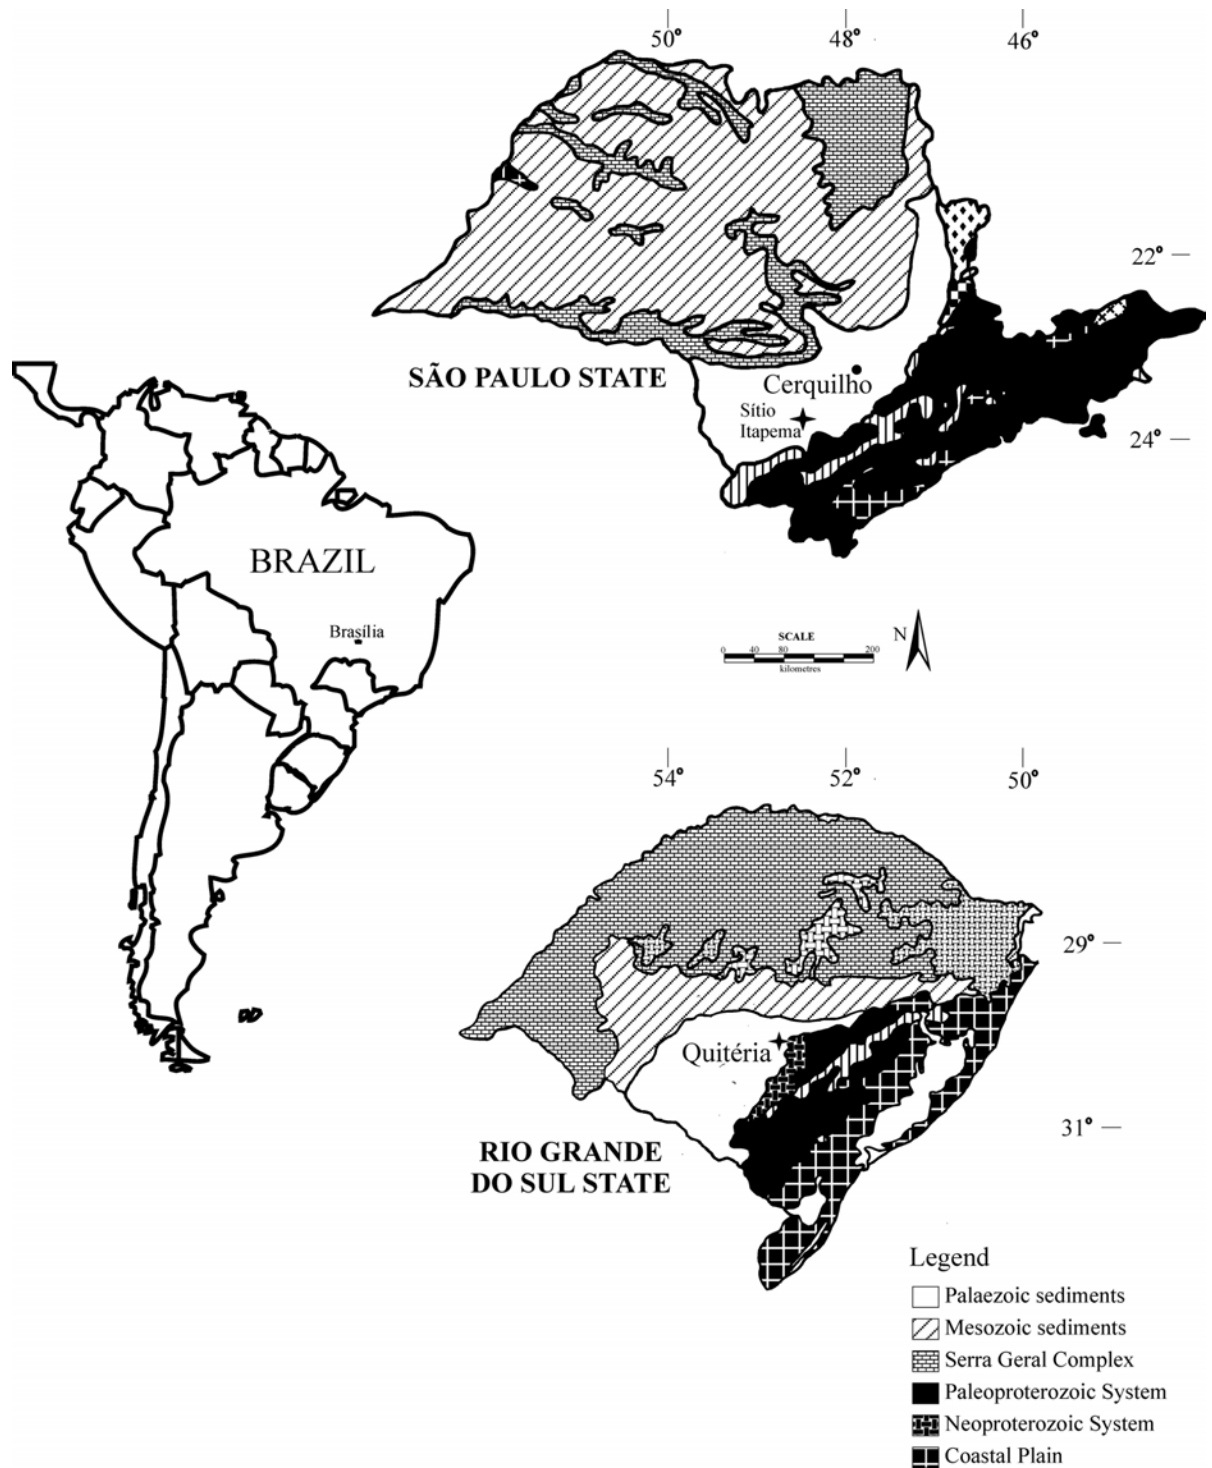 50°
48°
46°
22°
24°
SÃO PAULO STATE
Cerquilho
Sítio
Itapema
BRAZIL
Brasília
SCALE
0 40 80 200
kilometres
N
54°
52°
50°
29°
31°
Quitéria
RIO GRANDE
DO SUL STATE
Legend
Palaezoic sediments
Mesozoic sediments
Serra Geral Complex
Paleoproterozoic System
Neoproterozoic System
Coastal Plain